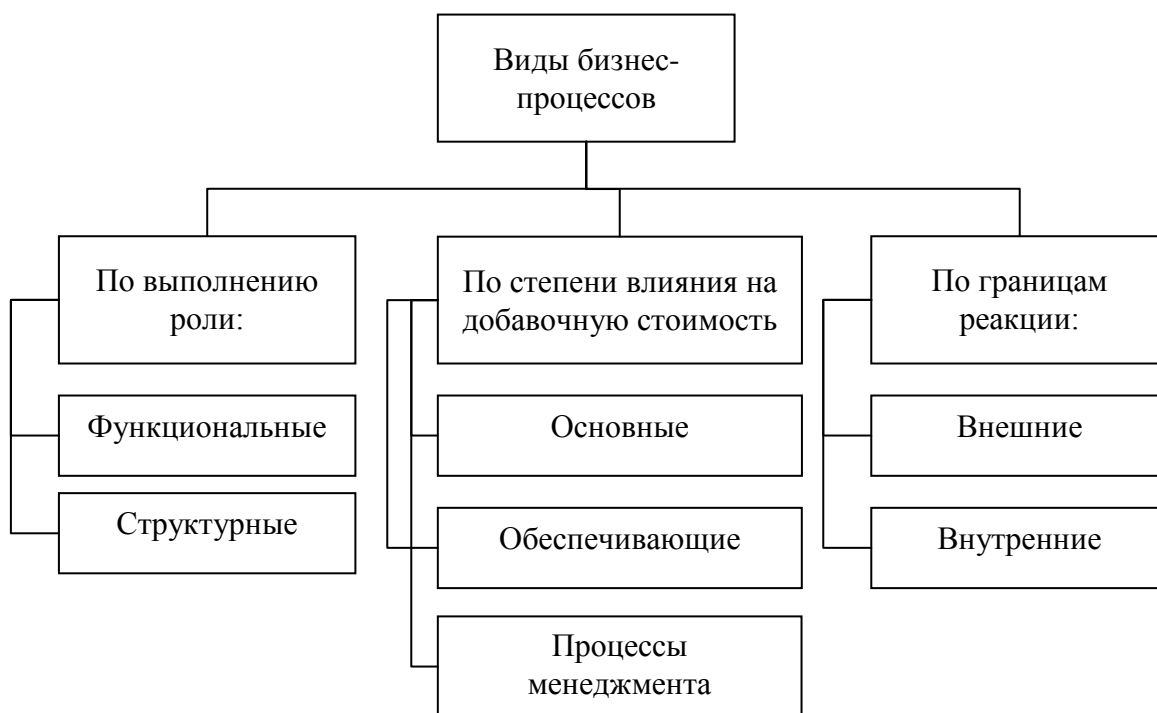 Виды бизнес-
процессов
По выполнению
роли:
Функциональные
Структурные
По степени влияния на
добавочную стоимость
Основные
Обеспечивающие
Процессы
менеджмента
По границам
реакции:
Внешние
Внутренние